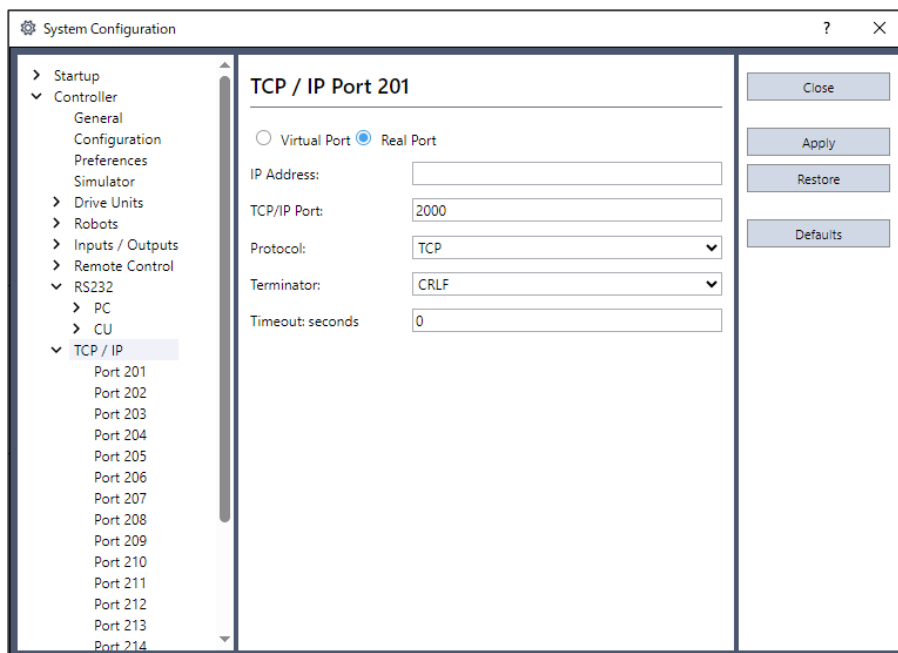 System Configuration
?
Startup
Controller
General
Configuration
Preferences
Simulator
Drive Units
Robots
Inputs / Outputs
Remote Control
RS232
PC
CU
TCP / IP
Port 201
Port 202
Port 203
Port 204
Port 205
Port 206
Port 207
Port 208
Port 209
Port 210
Port 211
Port 212
Port 213
Port 214
TCP / IP Port 201
Virtual Port Real Port
IP Address:
TCP/IP Port: 2000
Protocol: TCP
Terminator: CRLF
Timeout: seconds 0
Close
Apply
Restore
Defaults